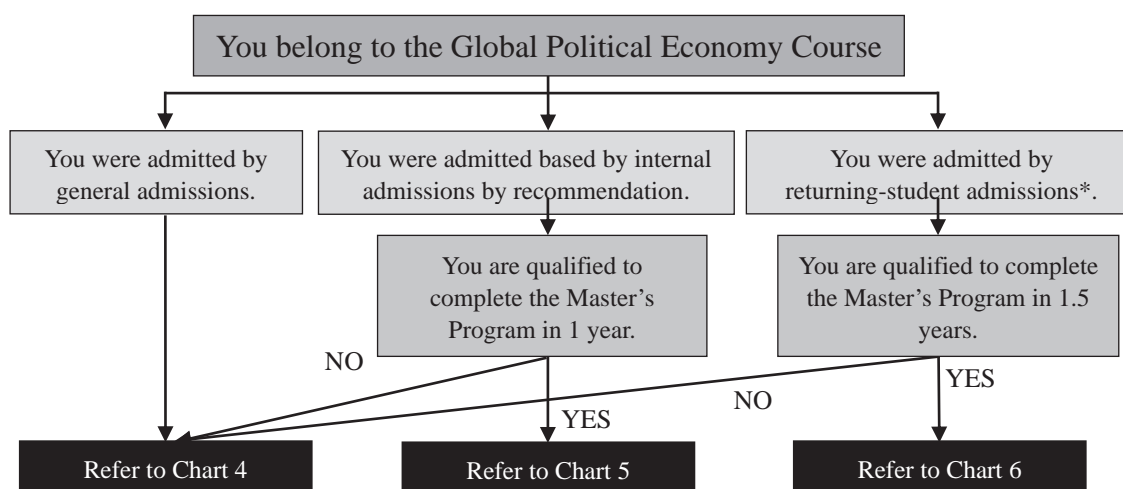 You belong to the Global Political Economy Course
You were admitted by
general admissions.
You were admitted based by internal
admissions by recommendation.
You were admitted by
returning-student admissions*.
You are qualified to
complete the Master's
Program in 1 year.
You are qualified to complete
the Master's Program in 1.5
years.
NO
YES
NO
YES
Refer to Chart 4
Refer to Chart 5
Refer to Chart 6